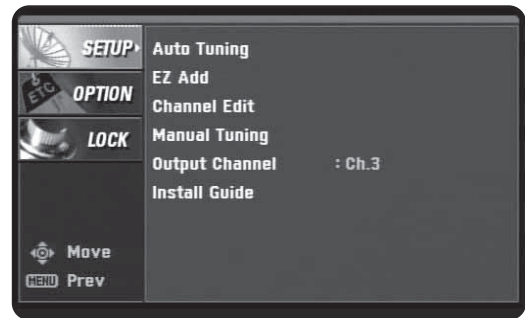 SETUP
OPTION
ETC
LOCK
Auto Tuning
EZ Add
Channel Edit
Manual Tuning
Output Channel : Ch.3
Install Guide
Move
MENU Prev